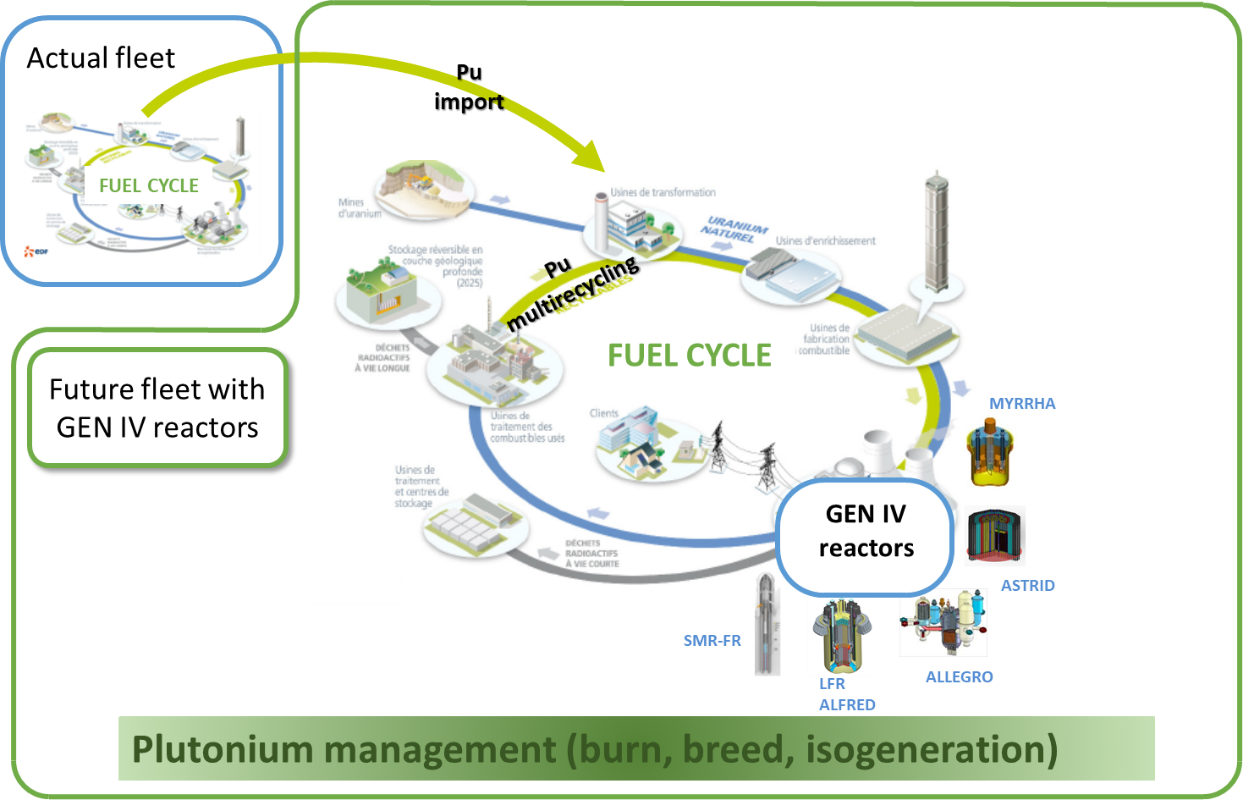 Actual fleet
FUEL CYCLE
edf
Pu
import
Mines
d'uranium
Usines de transformation
URANIUM
NATUREL
Usines d'enrichissement
Stockage réversible en
couche géologique
profonde
(2025)
Pu
multirecycling
RECYCLABLES
Usines de
fabrication
combustible
DÉCHETS
RADIOACTIFS
À VIE LONGUE
FUEL CYCLE
Future fleet with
GEN IV reactors
Usines de
traitement des
combustibles usés
Clients
MYRRHA
Usines de
traitement
et centres de
stockage
GEN IV
reactors
DÉCHETS
RADIOACTIFS
À VIE COURTE
ASTRID
SMR-FR
ALLEGRO
LFR
ALFRED
Plutonium management (burn, breed, isogeneration)